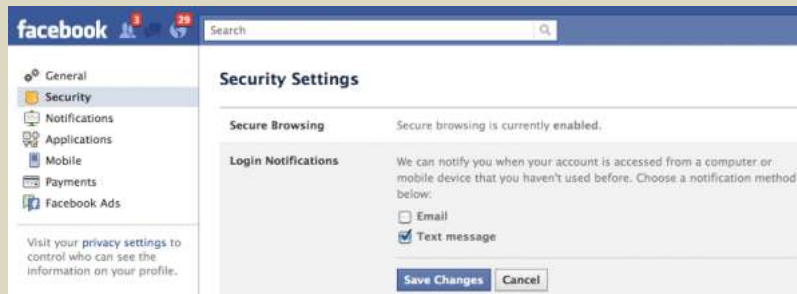 facebook 3 29 Search
General
Security
Notifications
Applications
Mobile
Payments
Facebook Ads
Visit your privacy settings to
control who can see the
information on your profile.
Security Settings
Secure Browsing Secure browsing is currently enabled.
Login Notifications We can notify you when your account is accessed from a computer or
mobile device that you haven't used before. Choose a notification method
below:
Email
Text message
Save Changes Cancel